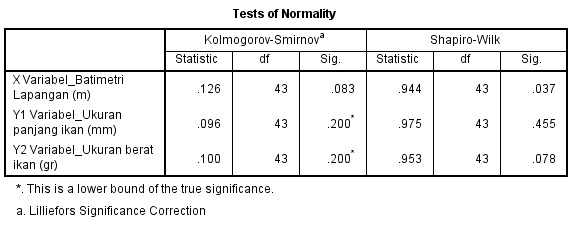 Tests of Normality
Kolmogorov-Smirnovᵃ Shapiro-Wilk
Statistic df Sig. Statistic df Sig.
X Variabel_Batimetri
Lapangan (m) .126 43 .083 .944 43 .037
Y1 Variabel_Ukuran
panjang ikan (mm) .096 43 .200* .975 43 .455
Y2 Variabel_Ukuran berat
ikan (gr) .100 43 .200* .953 43 .078
*. This is a lower bound of the true significance.
a. Lilliefors Significance Correction